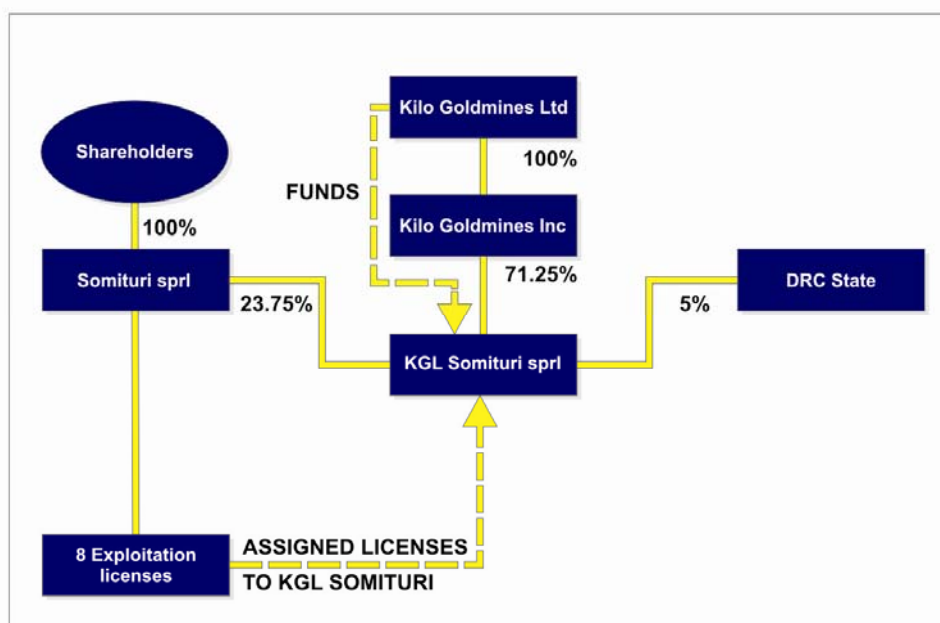 Kilo Goldmines Ltd
Shareholders
100%
FUNDS
Kilo Goldmines Inc
100%
Somituri sprl
71.25%
DRC State
23.75%
5%
KGL Somituri sprl
8 Exploitation
licenses
ASSIGNED LICENSES
TO KGL SOMITURI